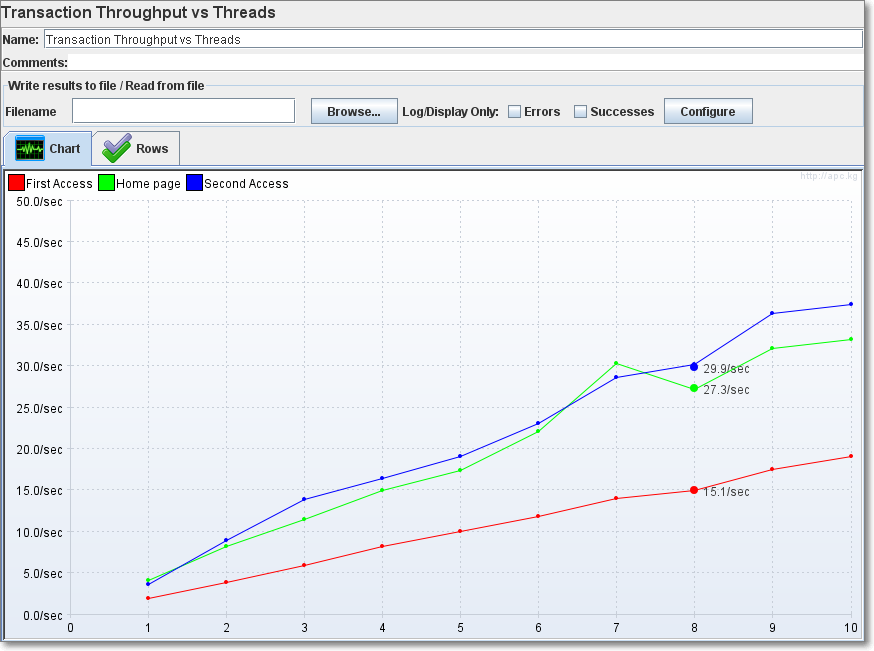 Transaction Throughput vs Threads
Name: Transaction Throughput vs Threads
Comments:
Write results to file / Read from file
Filename Browse... Log/Display Only: Errors Successes Configure
Chart Rows
http://apc.kg
First Access Home page Second Access
50.0/sec
45.0/sec
40.0/sec
35.0/sec
30.0/sec
29.9/sec
27.3/sec
25.0/sec
20.0/sec
15.0/sec
15.1/sec
10.0/sec
5.0/sec
0.0/sec
0 1 2 3 4 5 6 7 8 9 10